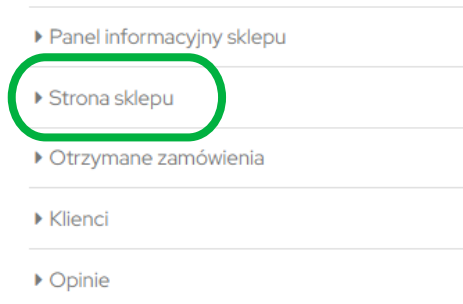 Panel informacyjny sklepu
Strona sklepu
Otrzymane zamówienia
Klienci
Opinie